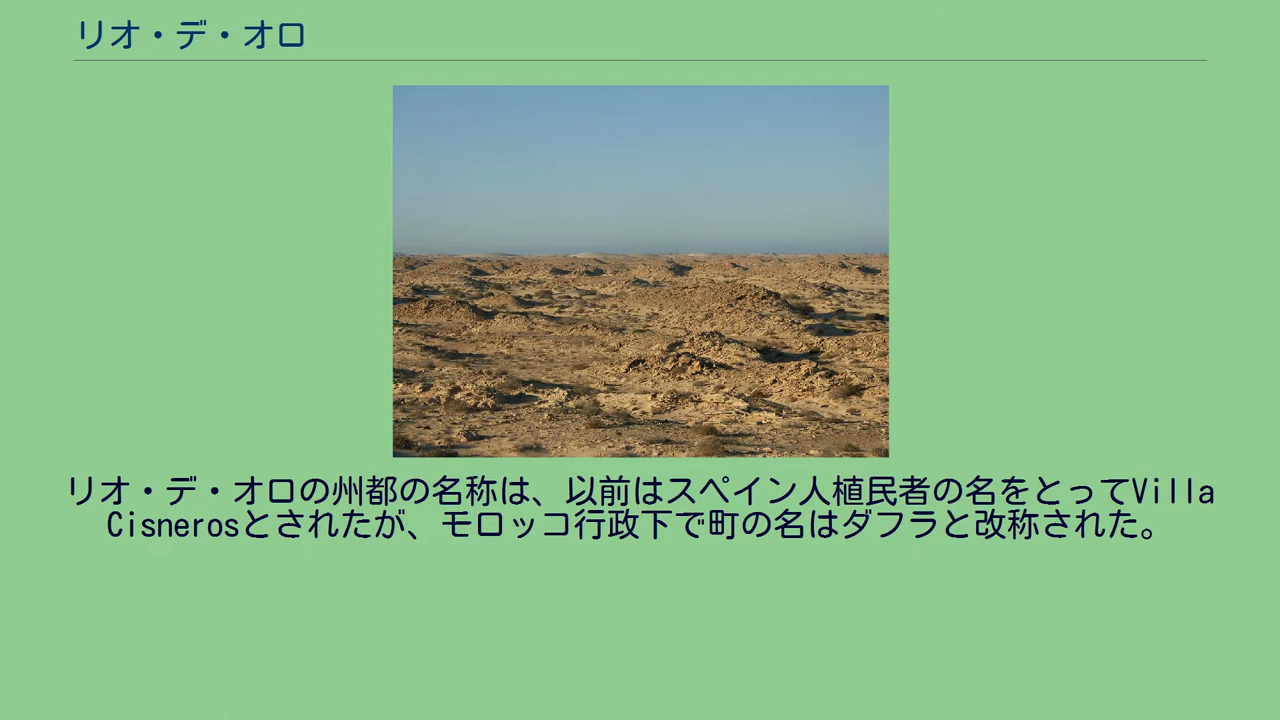 リオ・デ・オロ
リオ・デ・オロの州都の名称は、以前はスペイン人植民者の名をとってVilla
Cisnerosとされたが、モロッコ行政下で町の名はダフラと改称された。